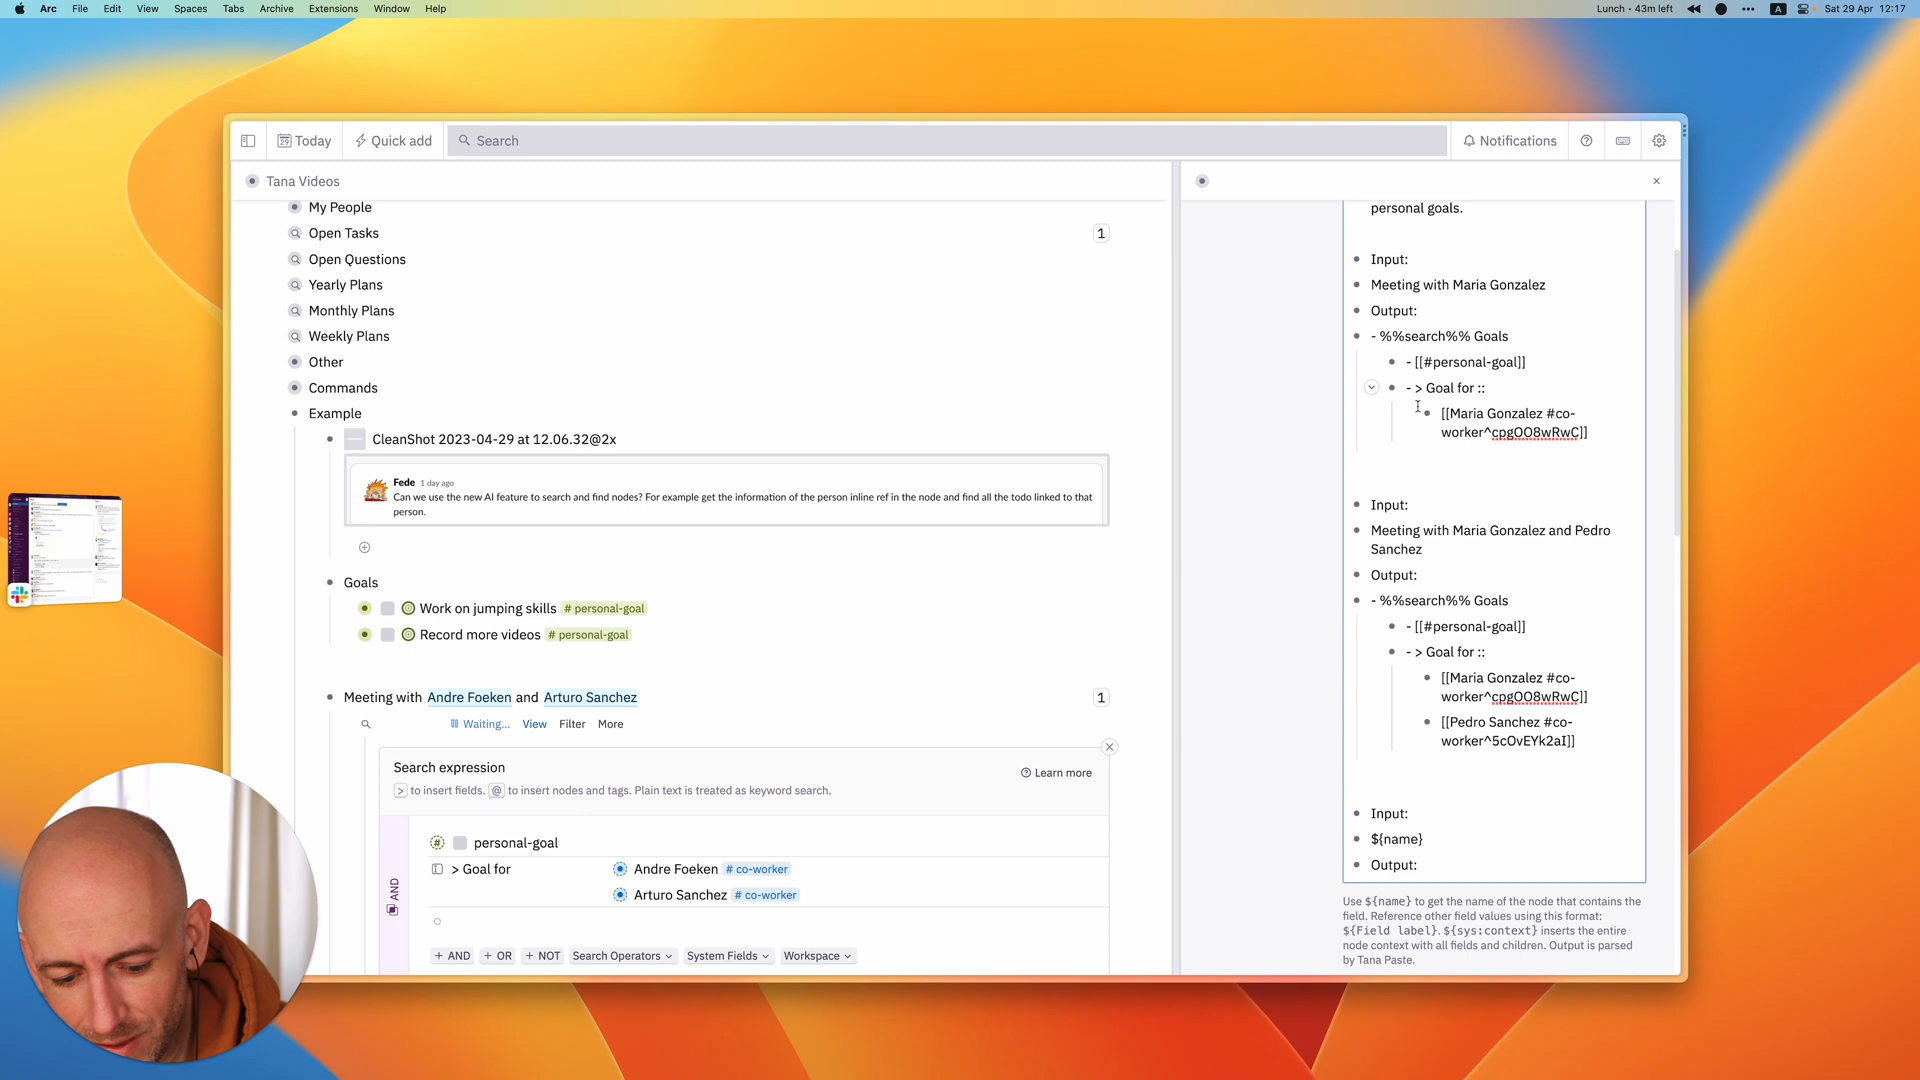 Arc File Edit View Spaces Tabs Archive Extensions Window Help
Lunch • 43m left
A
Sat 29 Apr 12:17
29 Today
Quick add
Search
Notifications
Tana Videos
My People
Open Tasks
1
Open Questions
Yearly Plans
Monthly Plans
Weekly Plans
Other
Commands
Example
CleanShot 2023-04-29 at 12.06.32@2x
Fede 1 day ago
Can we use the new AI feature to search and find nodes? For example get the information of the person inline ref in the node and find all the todo linked to that
person.
Goals
Work on jumping skills # personal-goal
Record more videos # personal-goal
Meeting with Andre Foeken and Arturo Sanchez
1
Waiting... View Filter More
Search expression
Learn more
> to insert fields. @ to insert nodes and tags. Plain text is treated as keyword search.
AND
# personal-goal
> Goal for
Andre Foeken # co-worker
Arturo Sanchez # co-worker
+ AND + OR + NOT Search Operators System Fields Workspace
personal goals.
Input:
Meeting with Maria Gonzalez
Output:
- %%search%% Goals
- [[#personal-goal]]
- > Goal for ::
[[Maria Gonzalez #co-
worker^cpgOO8wRwC]]
Input:
Meeting with Maria Gonzalez and Pedro
Sanchez
Output:
- %%search%% Goals
- [[#personal-goal]]
- > Goal for ::
[[Maria Gonzalez #co-
worker^cpgOO8wRwC]]
[[Pedro Sanchez #co-
worker^5cOvEYk2aI]]
Input:
${name}
Output:
Use ${name} to get the name of the node that contains the
field. Reference other field values using this format:
${Field label}. ${sys:context} inserts the entire
node context with all fields and children. Output is parsed
by Tana Paste.